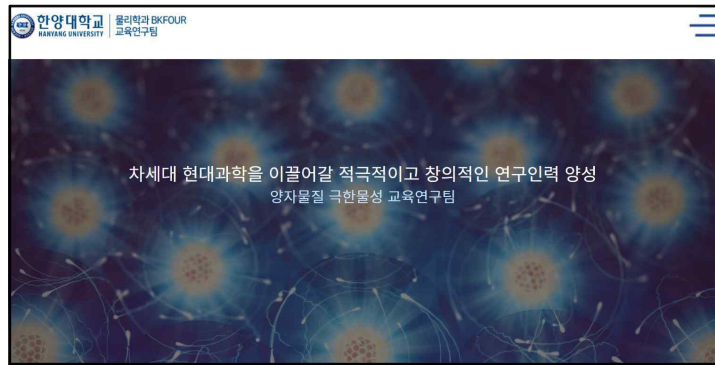 한양대학교
HANYANG UNIVERSITY
물리학과 BKFOUR
교육연구팀
차세대 현대과학을 이끌어갈 적극적이고 창의적인 연구인력 양성
양자물질 극한물성 교육연구팀